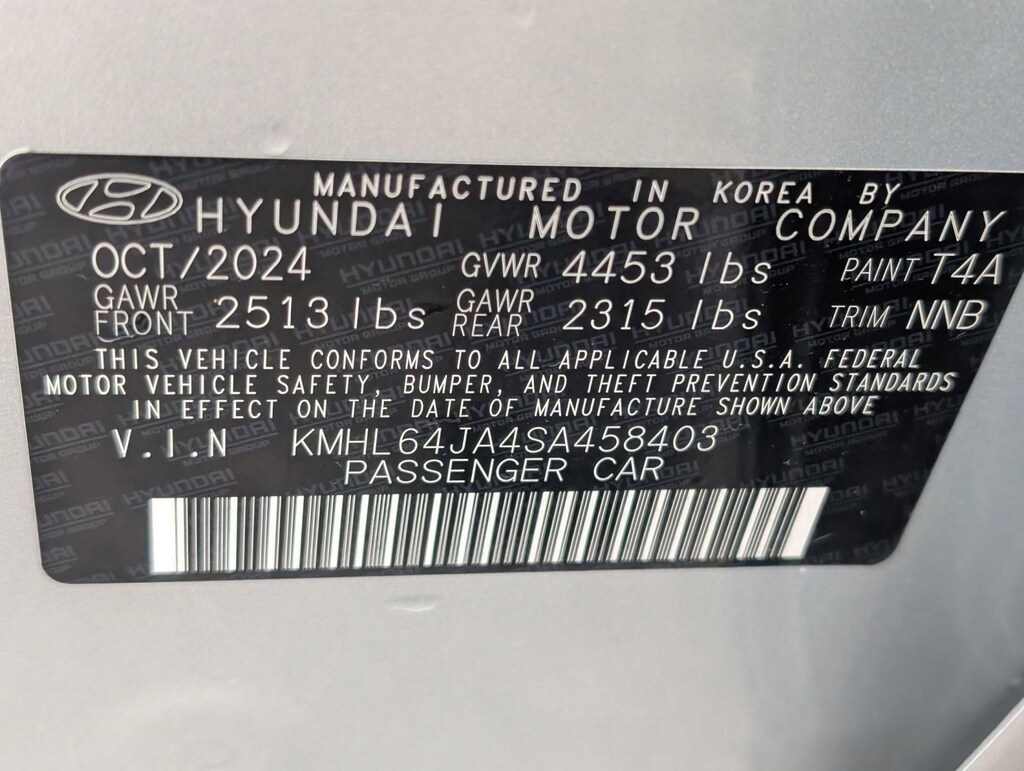 MANUFACTURED IN KOREA BY
HYUNDAI MOTOR COMPANY
OCT/2024 GVWR 4453 lbs PAINT T4A
GAWR FRONT 2513 lbs GAWR REAR 2315 lbs TRIM NNB
THIS VEHICLE CONFORMS TO ALL APPLICABLE U.S.A. FEDERAL
MOTOR VEHICLE SAFETY, BUMPER, AND THEFT PREVENTION STANDARDS
IN EFFECT ON THE DATE OF MANUFACTURE SHOWN ABOVE
V.I.N KMHL64JA4SA458403
PASSENGER CAR